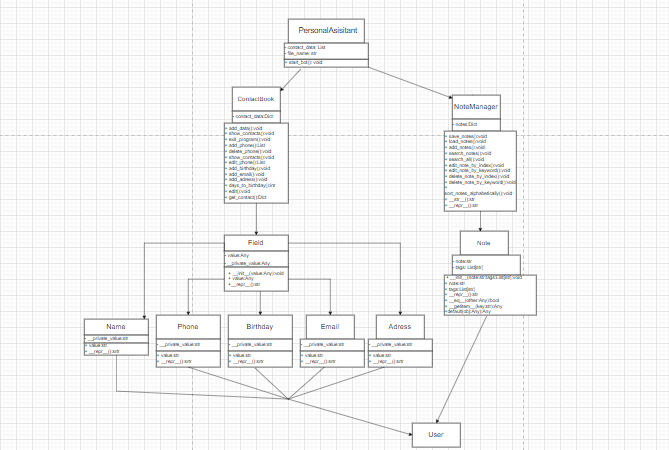 PersonalAsisitant
- contact_data: List
- file_name: str
+ start_bot(): void
ContactBook
- contact_data:Dict
+ add_data():void
+ show_contacts():void
+ exit_program():void
+ add_phone():List
+ delete_phone():void
+ show_contacts():void
+ edit_phone():List
+ add_birthday():void
+ add_email():void
+ add_adress():void
+ days_to_birthday():int
+ edit():void
+ get_contact():Dict
NoteManager
- notes:Dict
+ save_notes():void
+ load_notes():void
+ add_notes():void
+ search_notes():void
+ search_all():void
+ edit_note_by_index():void
+ edit_note_by_keyword():void
+ delete_note_by_index():void
+ delete_note_by_keyword():void
+
sort_notes_alphabetically():void
+ __str__():str
+ __repr__():str
Field
- value:Any
- __private_value:Any
+ __init__(value:Any):void
+ value:Any
+ __repr__():str
Note
- note:str
- tags: List[str]
+ __init__(note:str,tags:List[str]):void
+ note:str
+ tags:List[str]
+ __repr__():str
+ __eq__(other:Any):bool
+ __getitem__(key:str):Any
+default(obj:Any):Any
Name
- __private_value:str
+ value:str
+ __repr__():srtr
Phone
- __private_value:str
+ value:str
+ __repr__():srtr
Birthday
- __private_value:str
+ value:str
+ __repr__():srtr
Email
- __private_value:str
+ value:str
+ __repr__():srtr
Adress
- __private_value:str
+ value:str
+ __repr__():srtr
User